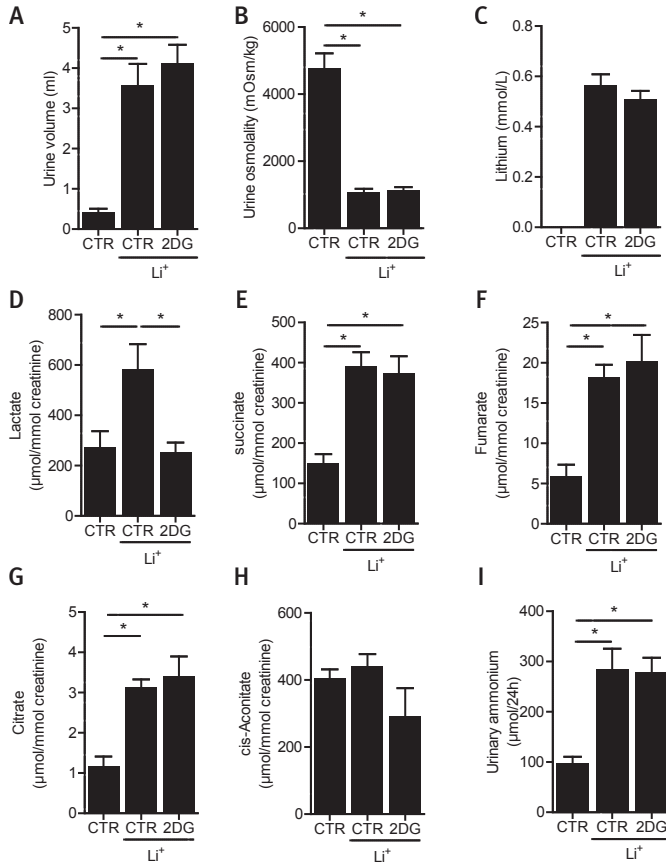 A
Urine volume (ml)
5
4
3
2
1
0
*
*
CTR
CTR
2DG
Li⁺
B
Urine osmolality (mOsm/kg)
6000
4000
2000
0
*
*
CTR
CTR
2DG
Li⁺
C
Lithium (mmol/L)
0.8
0.6
0.4
0.2
0.0
CTR
CTR
2DG
Li⁺
D
Lactate
(µmol/mmol creatinine)
800
600
400
200
0
*
*
CTR
CTR
2DG
Li⁺
E
succinate
(µmol/mmol creatinine)
500
400
300
200
100
0
*
*
CTR
CTR
2DG
Li⁺
F
Fumarate
(µmol/mmol creatinine)
25
20
15
10
5
0
*
*
CTR
CTR
2DG
Li⁺
G
Citrate
(µmol/mmol creatinine)
5
4
3
2
1
0
*
*
CTR
CTR
2DG
Li⁺
H
cis-Aconitate
(µmol/mmol creatinine)
600
400
200
0
CTR
CTR
2DG
Li⁺
I
Urinary ammonium
(µmol/24h)
400
300
200
100
0
*
*
CTR
CTR
2DG
Li⁺